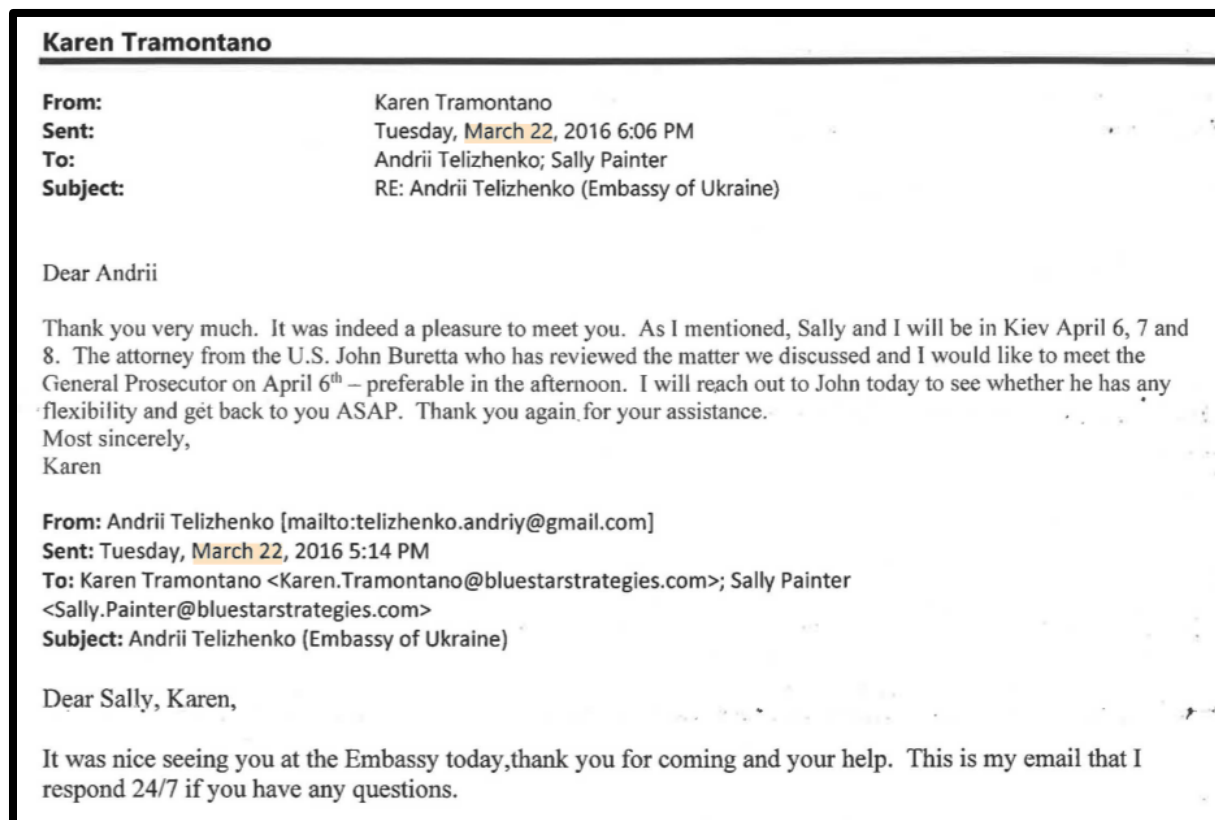 Karen Tramontano
From: Karen Tramontano
Sent: Tuesday, March 22, 2016 6:06 PM
To: Andrii Telizhenko; Sally Painter
Subject: RE: Andrii Telizhenko (Embassy of Ukraine)
Dear Andrii
Thank you very much. It was indeed a pleasure to meet you. As I mentioned, Sally and I will be in Kiev April 6, 7 and
8. The attorney from the U.S. John Buretta who has reviewed the matter we discussed and I would like to meet the
General Prosecutor on April 6th – preferable in the afternoon. I will reach out to John today to see whether he has any
flexibility and get back to you ASAP. Thank you again for your assistance.
Most sincerely,
Karen
From: Andrii Telizhenko [mailto:telizhenko.andriy@gmail.com]
Sent: Tuesday, March 22, 2016 5:14 PM
To: Karen Tramontano <Karen.Tramontano@bluestarstrategies.com>; Sally Painter
<Sally.Painter@bluestarstrategies.com>
Subject: Andrii Telizhenko (Embassy of Ukraine)
Dear Sally, Karen,
It was nice seeing you at the Embassy today,thank you for coming and your help. This is my email that I
respond 24/7 if you have any questions.